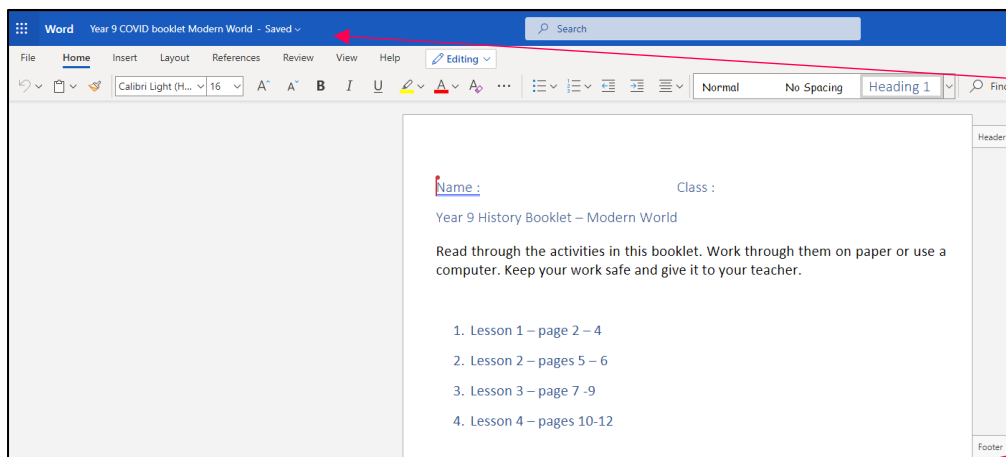 Word Year 9 COVID booklet Modern World - Saved Search
File Home Insert Layout References Review View Help Editing
Calibri Light (H... 16 A A B I U A A ... Normal No Spacing Heading 1 Find
Header
Name : Class :
Year 9 History Booklet – Modern World
Read through the activities in this booklet. Work through them on paper or use a
computer. Keep your work safe and give it to your teacher.
1. Lesson 1 – page 2 – 4
2. Lesson 2 – pages 5 – 6
3. Lesson 3 – page 7 -9
4. Lesson 4 – pages 10-12
Footer